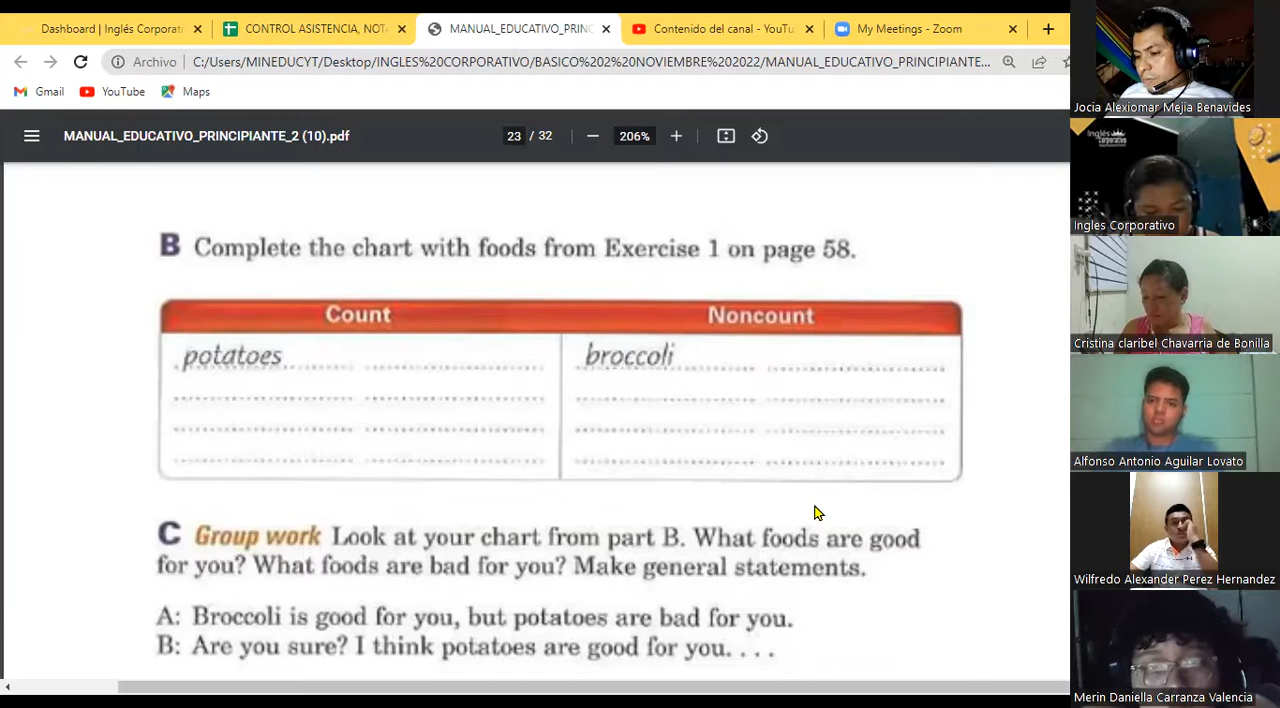 Dashboard | Inglés Corporati
CONTROL ASISTENCIA, NOTA
MANUAL_EDUCATIVO_PRINC
Contenido del canal - YouTu
My Meetings - Zoom
Archivo
C:/Users/MINEDUCYT/Desktop/INGLES%20CORPORATIVO/BASICO%202%20NOVIEMBRE%202022/MANUAL_EDUCATIVO_PRINCIPIANTE...
Gmail
YouTube
Maps
MANUAL_EDUCATIVO_PRINCIPIANTE_2 (10).pdf
23 / 32
206%
B Complete the chart with foods from Exercise 1 on page 58.
Count
Noncount
potatoes
broccoli
C Group work Look at your chart from part B. What foods are good
for you? What foods are bad for you? Make general statements.
A: Broccoli is good for you, but potatoes are bad for you.
B: Are you sure? I think potatoes are good for you. . . .
Jocia Alexiomar Mejia Benavides
Inglés
Corporativo
Ingles Corporativo
Cristina claribel Chavarria de Bonilla
Alfonso Antonio Aguilar Lovato
Wilfredo Alexander Perez Hernandez
Merin Daniella Carranza Valencia